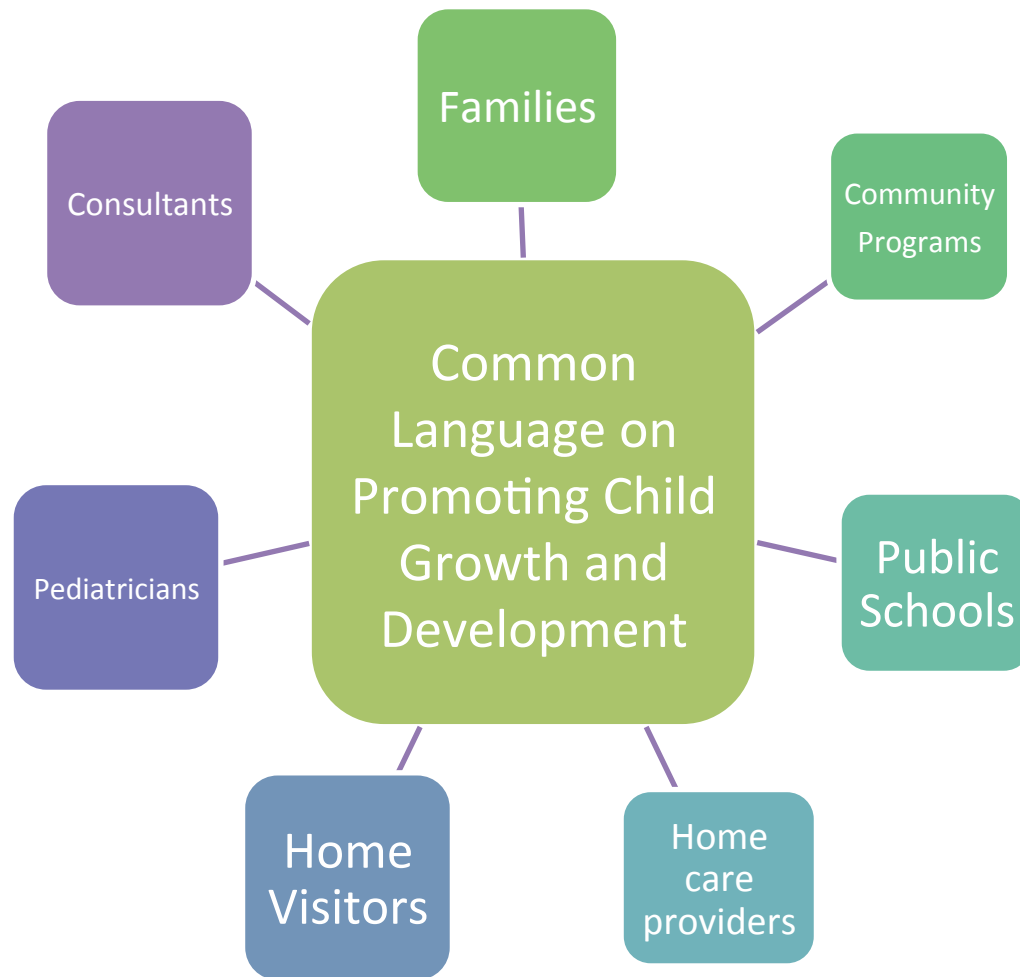 Families
Consultants
Community
Programs
Common
Language on
Promoting Child
Growth and
Development
Pediatricians
Public
Schools
Home
Visitors
Home
care
providers